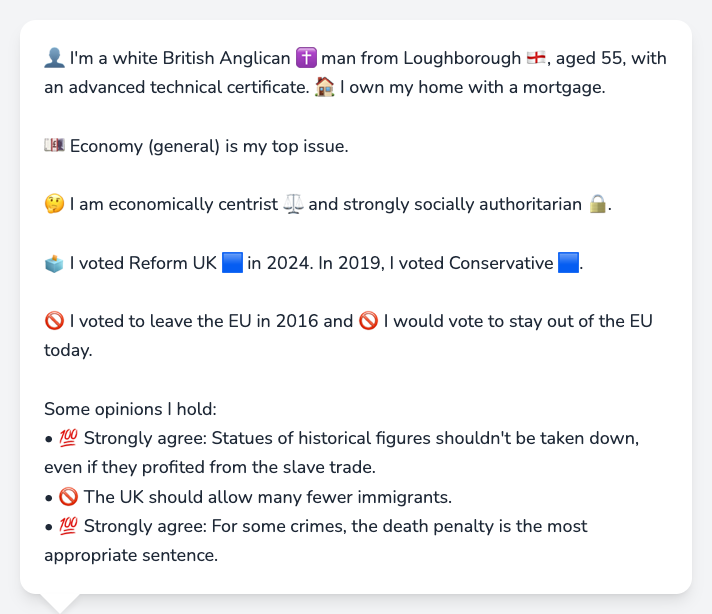 👤 I'm a white British Anglican ✝️ man from Loughborough 🏴󠁧󠁢󠁥󠁮󠁧󠁿, aged 55, with
an advanced technical certificate. 🏠 I own my home with a mortgage.
💷 Economy (general) is my top issue.
🤔 I am economically centrist ⚖️ and strongly socially authoritarian 🔒.
🗳️ I voted Reform UK 🟦 in 2024. In 2019, I voted Conservative 🟦.
🚫 I voted to leave the EU in 2016 and 🚫 I would vote to stay out of the EU
today.
Some opinions I hold:
• 💯 Strongly agree: Statues of historical figures shouldn't be taken down,
even if they profited from the slave trade.
• 🚫 The UK should allow many fewer immigrants.
• 💯 Strongly agree: For some crimes, the death penalty is the most
appropriate sentence.